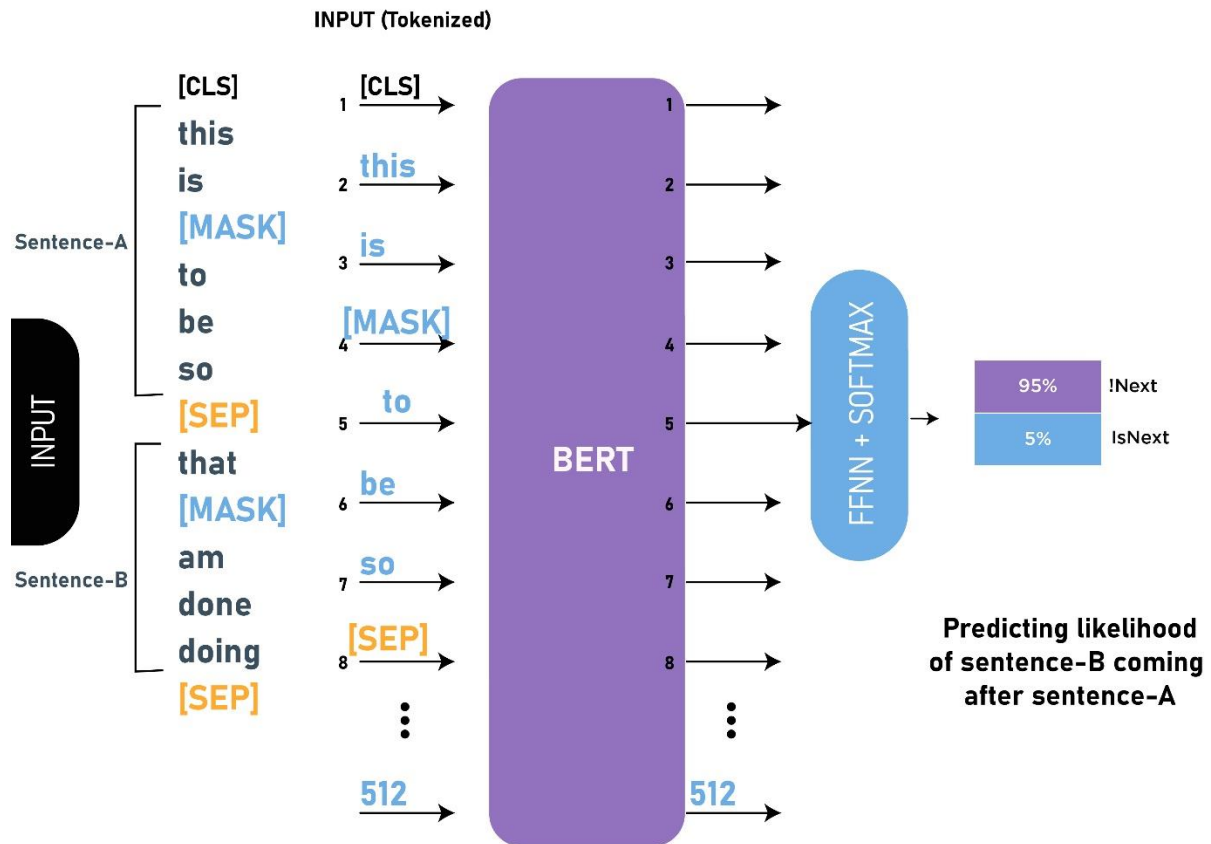 INPUT (Tokenized)
INPUT
Sentence-A
[CLS]
this
is
[MASK]
to
be
so
[SEP]
Sentence-B
that
[MASK]
am
done
doing
[SEP]
1 [CLS]
2 this
3 is
4 [MASK]
5 to
6 be
7 so
8 [SEP]
512
BERT
1
2
3
4
5
6
7
8
512
FFNN + SOFTMAX
95% !Next
5% IsNext
Predicting likelihood
of sentence-B coming
after sentence-A